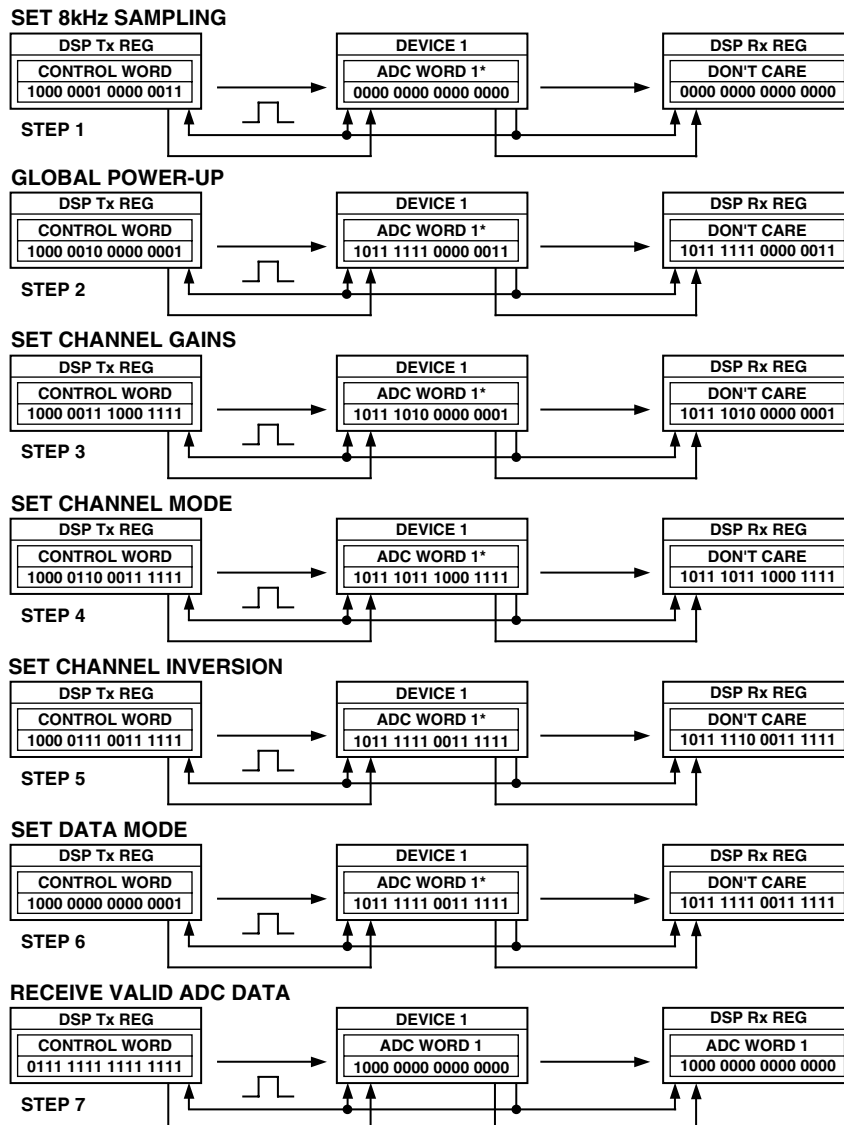 SET 8kHz SAMPLING
DSP Tx REG DEVICE 1 DSP Rx REG
CONTROL WORD ADC WORD 1* DON'T CARE
1000 0001 0000 0011 0000 0000 0000 0000 0000 0000 0000 0000
STEP 1
GLOBAL POWER-UP
DSP Tx REG DEVICE 1 DSP Rx REG
CONTROL WORD ADC WORD 1* DON'T CARE
1000 0010 0000 0001 1011 1111 0000 0011 1011 1111 0000 0011
STEP 2
SET CHANNEL GAINS
DSP Tx REG DEVICE 1 DSP Rx REG
CONTROL WORD ADC WORD 1* DON'T CARE
1000 0011 1000 1111 1011 1010 0000 0001 1011 1010 0000 0001
STEP 3
SET CHANNEL MODE
DSP Tx REG DEVICE 1 DSP Rx REG
CONTROL WORD ADC WORD 1* DON'T CARE
1000 0110 0011 1111 1011 1011 1000 1111 1011 1011 1000 1111
STEP 4
SET CHANNEL INVERSION
DSP Tx REG DEVICE 1 DSP Rx REG
CONTROL WORD ADC WORD 1* DON'T CARE
1000 0111 0011 1111 1011 1111 0011 1111 1011 1110 0011 1111
STEP 5
SET DATA MODE
DSP Tx REG DEVICE 1 DSP Rx REG
CONTROL WORD ADC WORD 1* DON'T CARE
1000 0000 0000 0001 1011 1111 0011 1111 1011 1111 0011 1111
STEP 6
RECEIVE VALID ADC DATA
DSP Tx REG DEVICE 1 DSP Rx REG
CONTROL WORD ADC WORD 1 ADC WORD 1
0111 1111 1111 1111 1000 0000 0000 0000 1000 0000 0000 0000
STEP 7